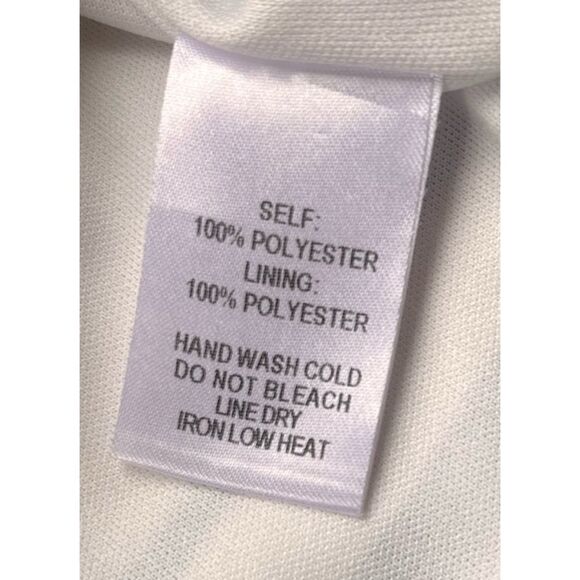 SELF:
100% POLYESTER
LINING:
100% POLYESTER
HAND WASH COLD
DO NOT BLEACH
LINE DRY
IRON LOW HEAT